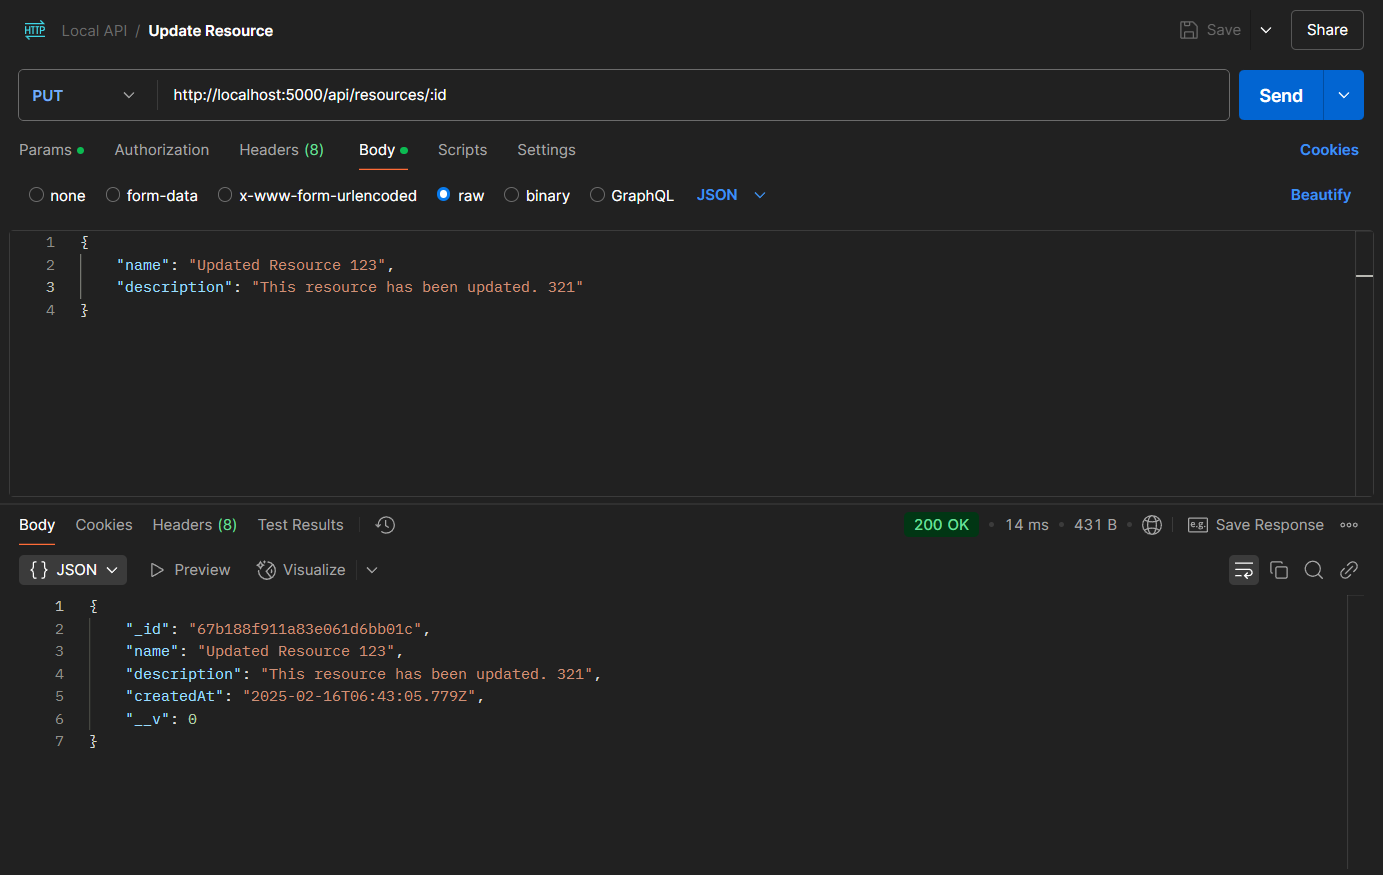 HTTP Local API / Update Resource Save Share
PUT http://localhost:5000/api/resources/:id Send
Params Authorization Headers (8) Body Scripts Settings Cookies
none form-data x-www-form-urlencoded raw binary GraphQL JSON Beautify
1 {
2 "name": "Updated Resource 123",
3 "description": "This resource has been updated. 321"
4 }
Body Cookies Headers (8) Test Results 200 OK • 14 ms • 431 B • e.g. Save Response
{} JSON Preview Visualize
1 {
2 "_id": "67b188f911a83e061d6bb01c",
3 "name": "Updated Resource 123",
4 "description": "This resource has been updated. 321",
5 "createdAt": "2025-02-16T06:43:05.779Z",
6 "__v": 0
7 }